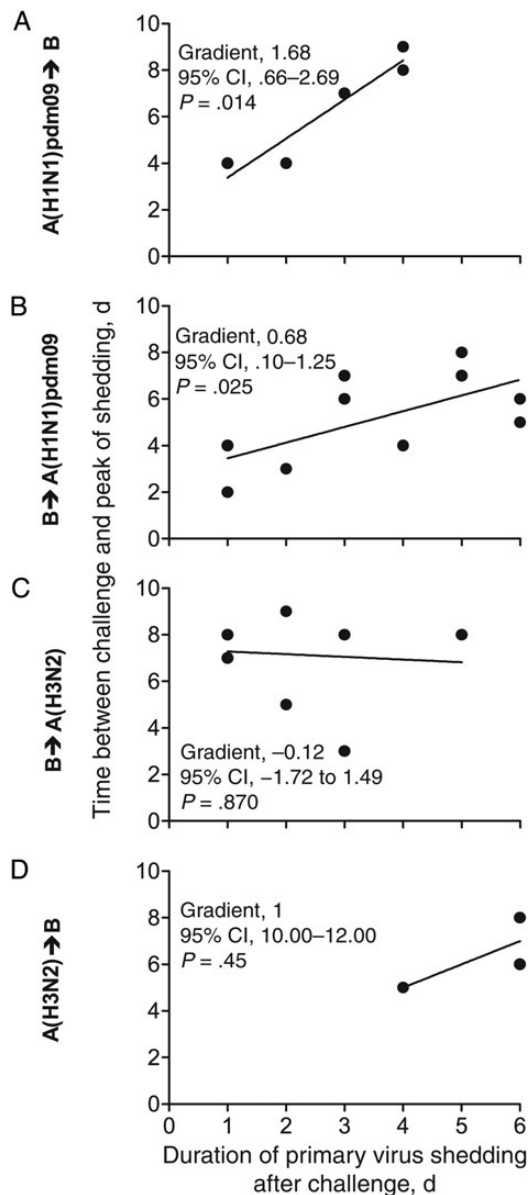 A
A(H1N1)pdm09➔B
10
8
6
4
2
0
Gradient, 1.68
95% CI, .66–2.69
P = .014
B
B➔A(H1N1)pdm09
Time between challenge and peak of shedding, d
10
8
6
4
2
0
Gradient, 0.68
95% CI, .10–1.25
P = .025
C
B➔A(H3N2)
10
8
6
4
2
0
Gradient, –0.12
95% CI, –1.72 to 1.49
P = .870
D
A(H3N2)➔B
10
8
6
4
2
0
Gradient, 1
95% CI, 10.00–12.00
P = .45
0 1 2 3 4 5 6
Duration of primary virus shedding
after challenge, d